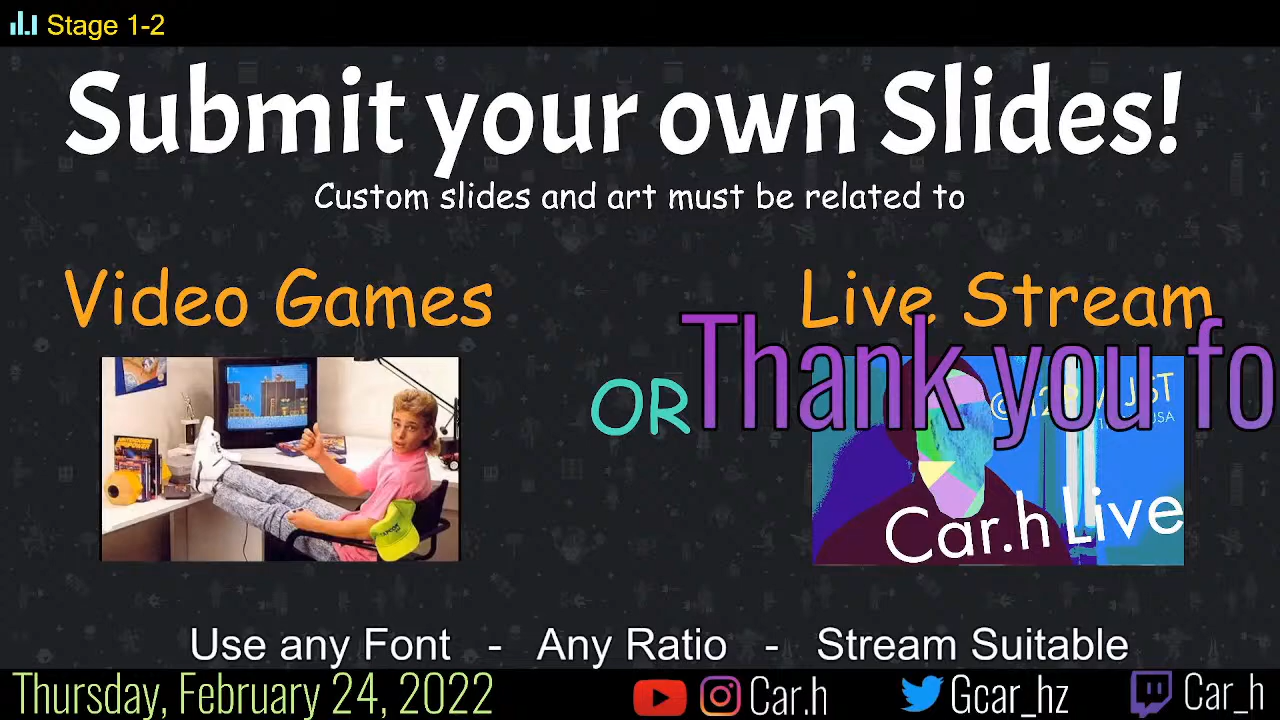 Stage 1-2
Submit your own Slides!
Custom slides and art must be related to
Video Games
Live Stream
OR
Thank you fo
Car.h Live
Use any Font - Any Ratio - Stream Suitable
Thursday, February 24, 2022
Car.h
Gcar_hz
Car_h